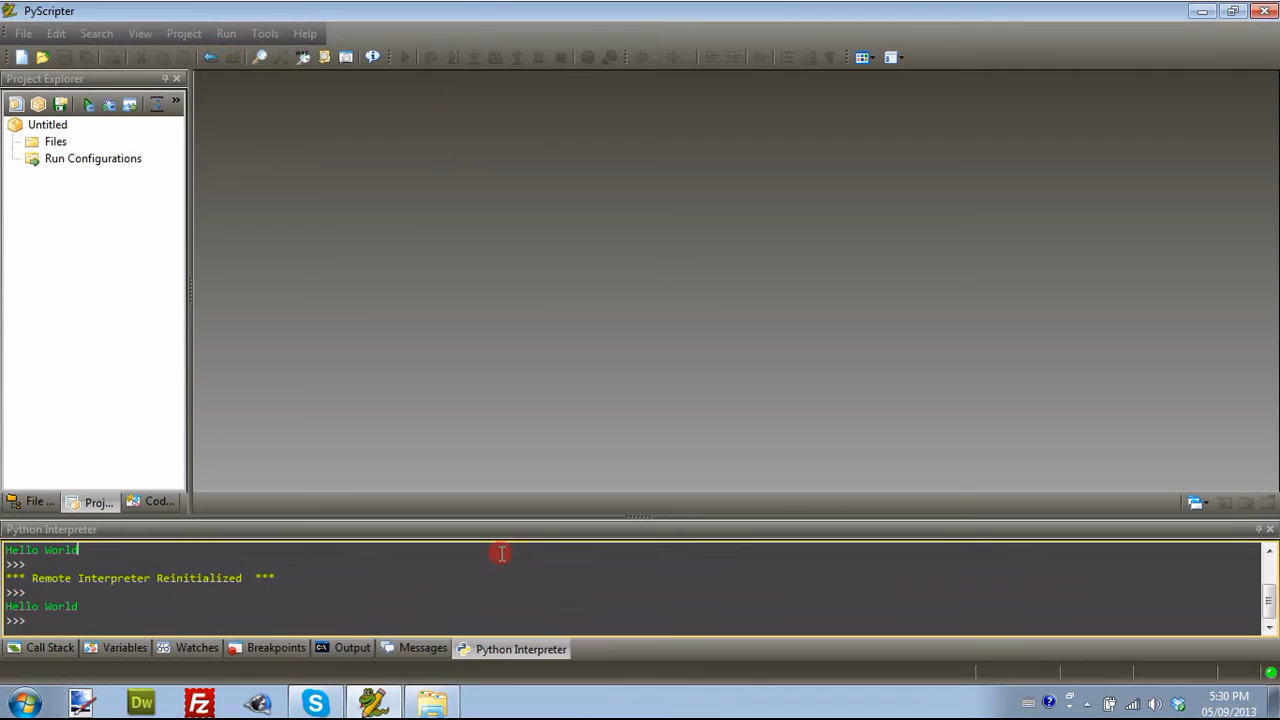 PyScripter
File Edit Search View Project Run Tools Help
Project Explorer
Untitled
Files
Run Configurations
File ... Proj... Cod...
Python Interpreter
Hello World
>>>
*** Remote Interpreter Reinitialized ***
>>>
Hello World
>>>
Call Stack Variables Watches Breakpoints Output Messages Python Interpreter
Dw Fz S
5:30 PM
05/09/2013